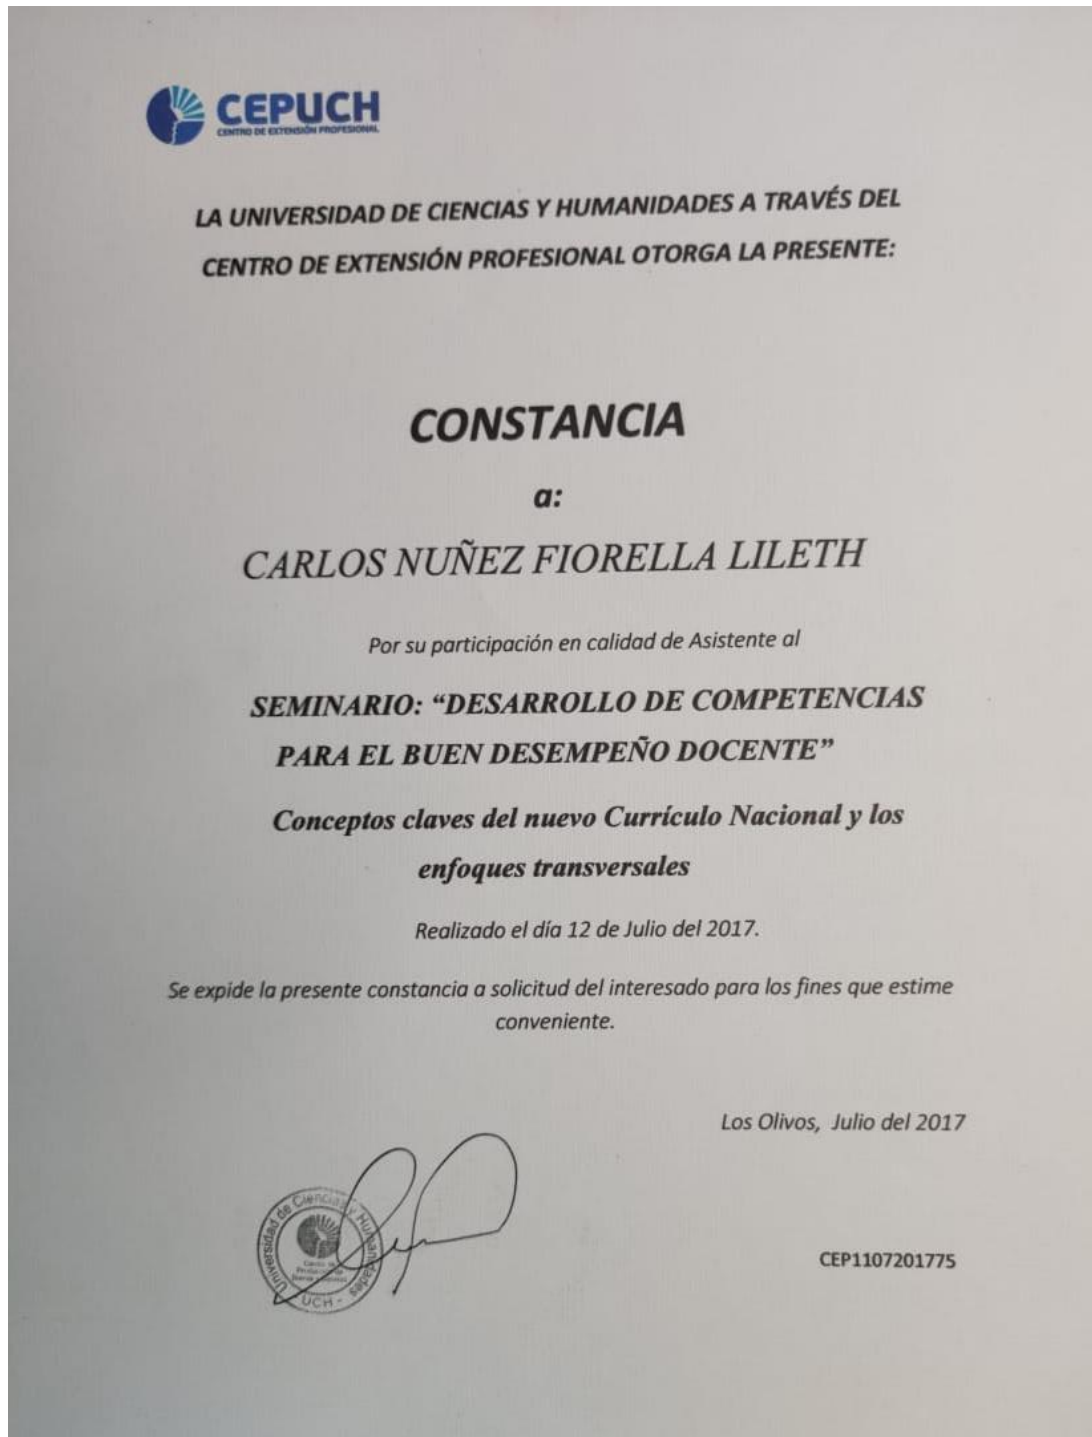 CEPUCH
CENTRO DE EXTENSIÓN PROFESIONAL
LA UNIVERSIDAD DE CIENCIAS Y HUMANIDADES A TRAVÉS DEL
CENTRO DE EXTENSIÓN PROFESIONAL OTORGA LA PRESENTE:
CONSTANCIA
a:
CARLOS NUÑEZ FIORELLA LILETH
Por su participación en calidad de Asistente al
SEMINARIO: “DESARROLLO DE COMPETENCIAS
PARA EL BUEN DESEMPEÑO DOCENTE”
Conceptos claves del nuevo Currículo Nacional y los
enfoques transversales
Realizado el día 12 de Julio del 2017.
Se expide la presente constancia a solicitud del interesado para los fines que estime
conveniente.
Los Olivos, Julio del 2017
Universidad de Ciencias y Humanidades
UCH -
CEP1107201775